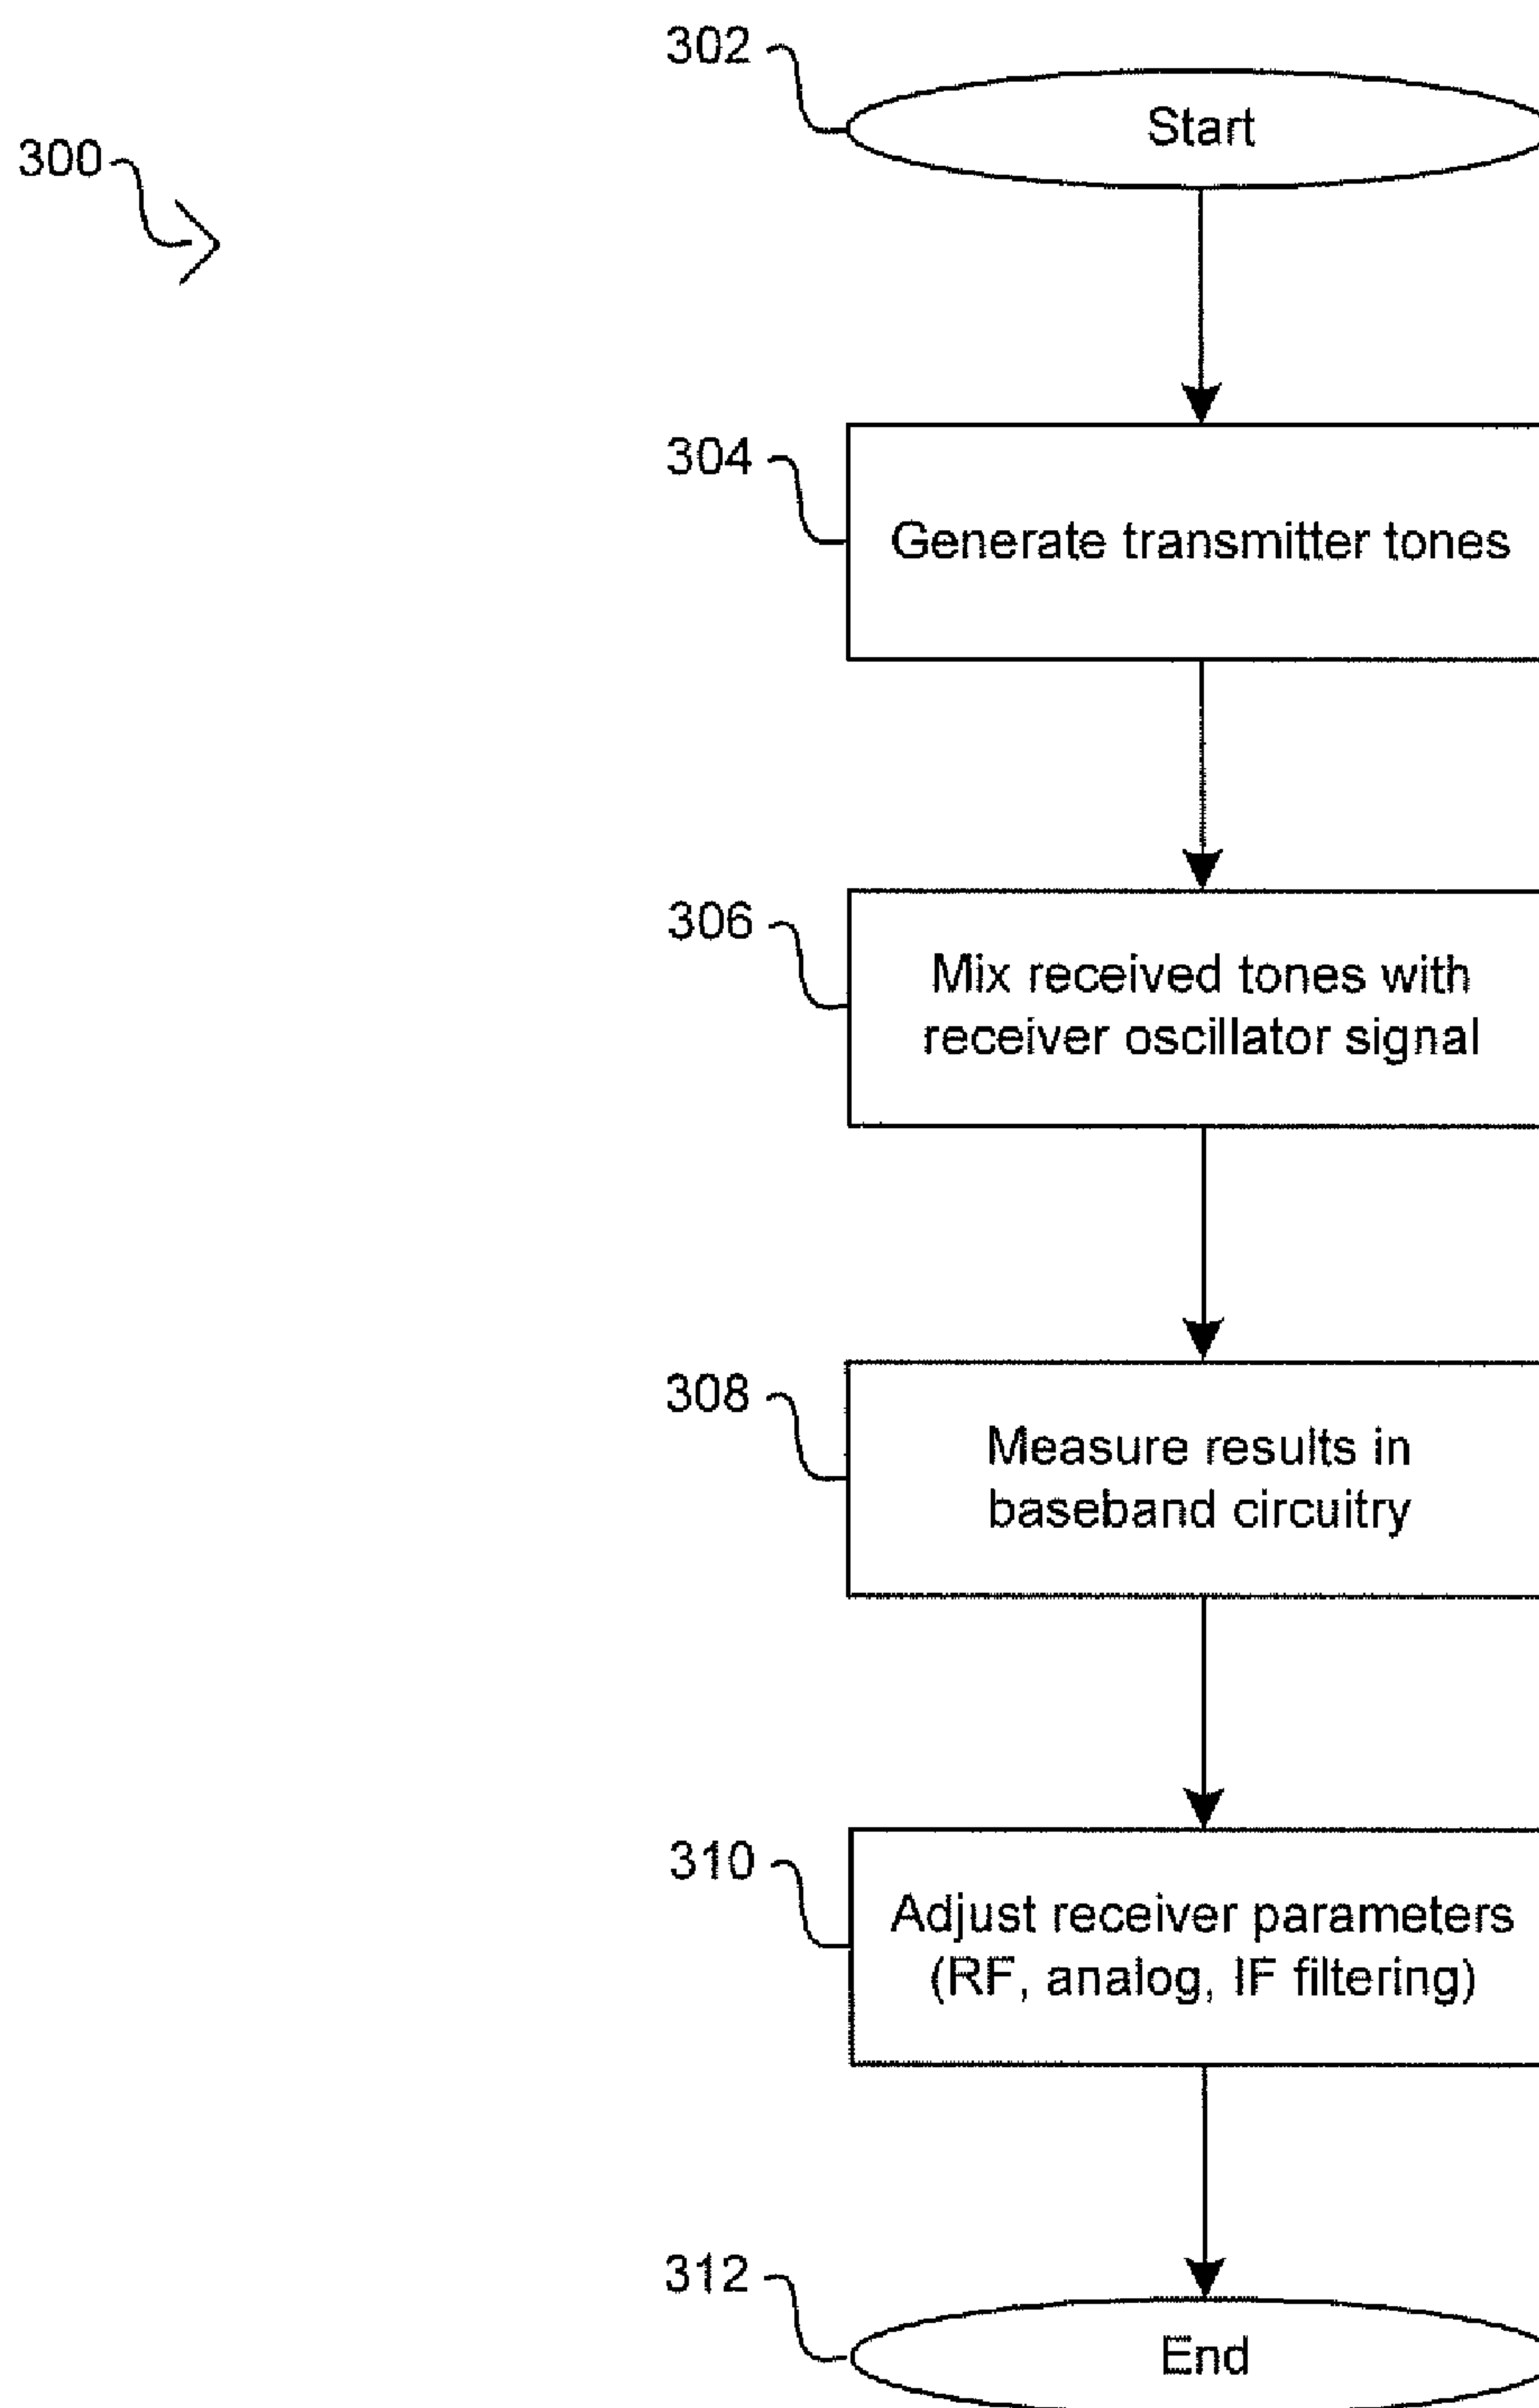 302
Start
300
304
Generate transmitter tones
306
Mix received tones with
receiver oscillator signal
308
Measure results in
baseband circuitry
310
Adjust receiver parameters
(RF, analog, IF filtering)
312
End